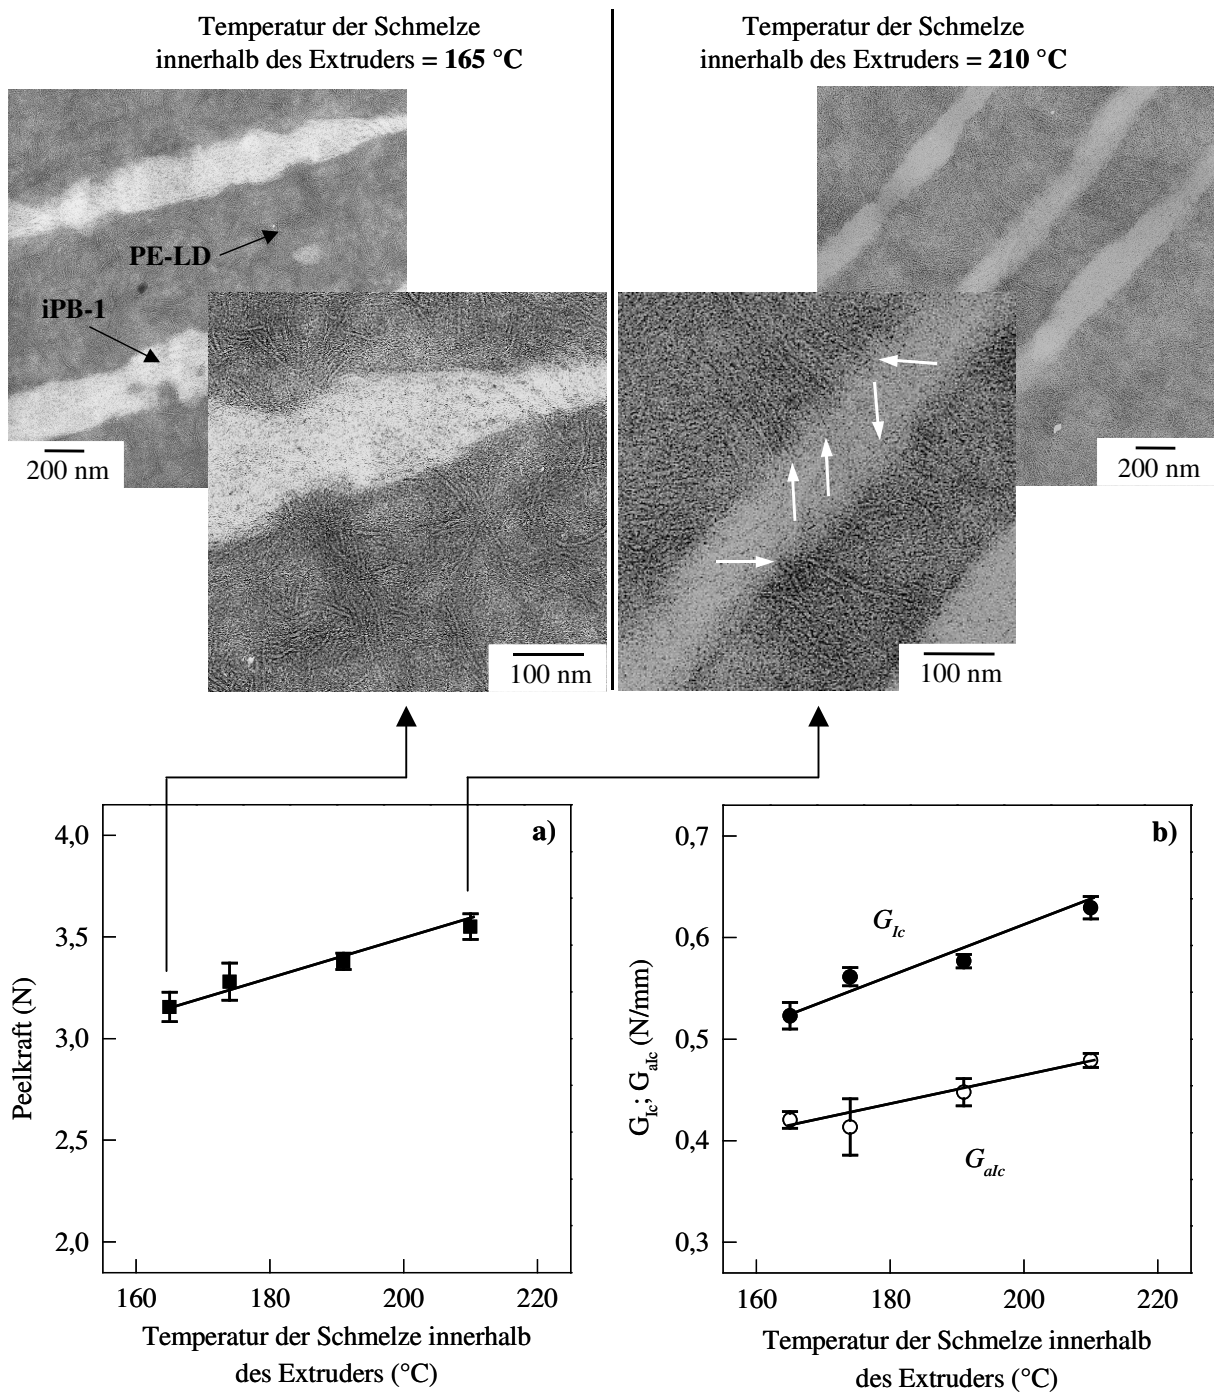 Temperatur der Schmelze
innerhalb des Extruders = 165 °C
Temperatur der Schmelze
innerhalb des Extruders = 210 °C
PE-LD
iPB-1
200 nm
100 nm
100 nm
200 nm
a)
4,0
3,5
3,0
2,5
2,0
Peelkraft (N)
160 180 200 220
Temperatur der Schmelze innerhalb
des Extruders (°C)
b)
0,7
0,6
0,5
0,4
0,3
G_Ic; G_aIc (N/mm)
G_Ic
G_aIc
160 180 200 220
Temperatur der Schmelze innerhalb
des Extruders (°C)